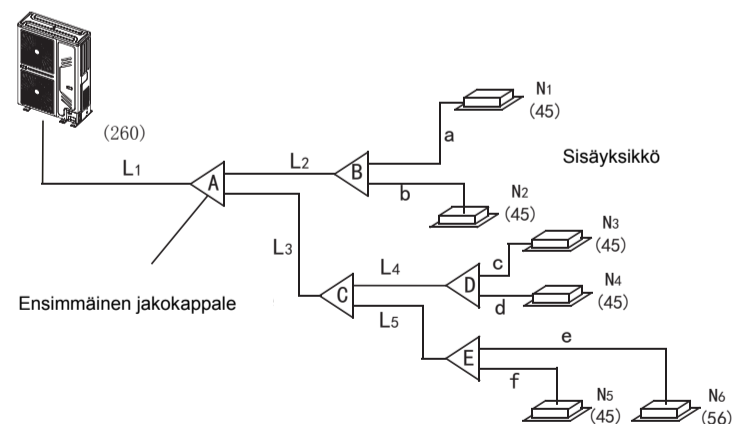 (260)
L1
Ensimmäinen jakokappale
A
L2
B
a
N1
(45)
Sisäyksikkö
b
N2
(45)
L3
C
L4
D
c
N3
(45)
d
N4
(45)
L5
E
e
f
N5
(45)
N6
(56)